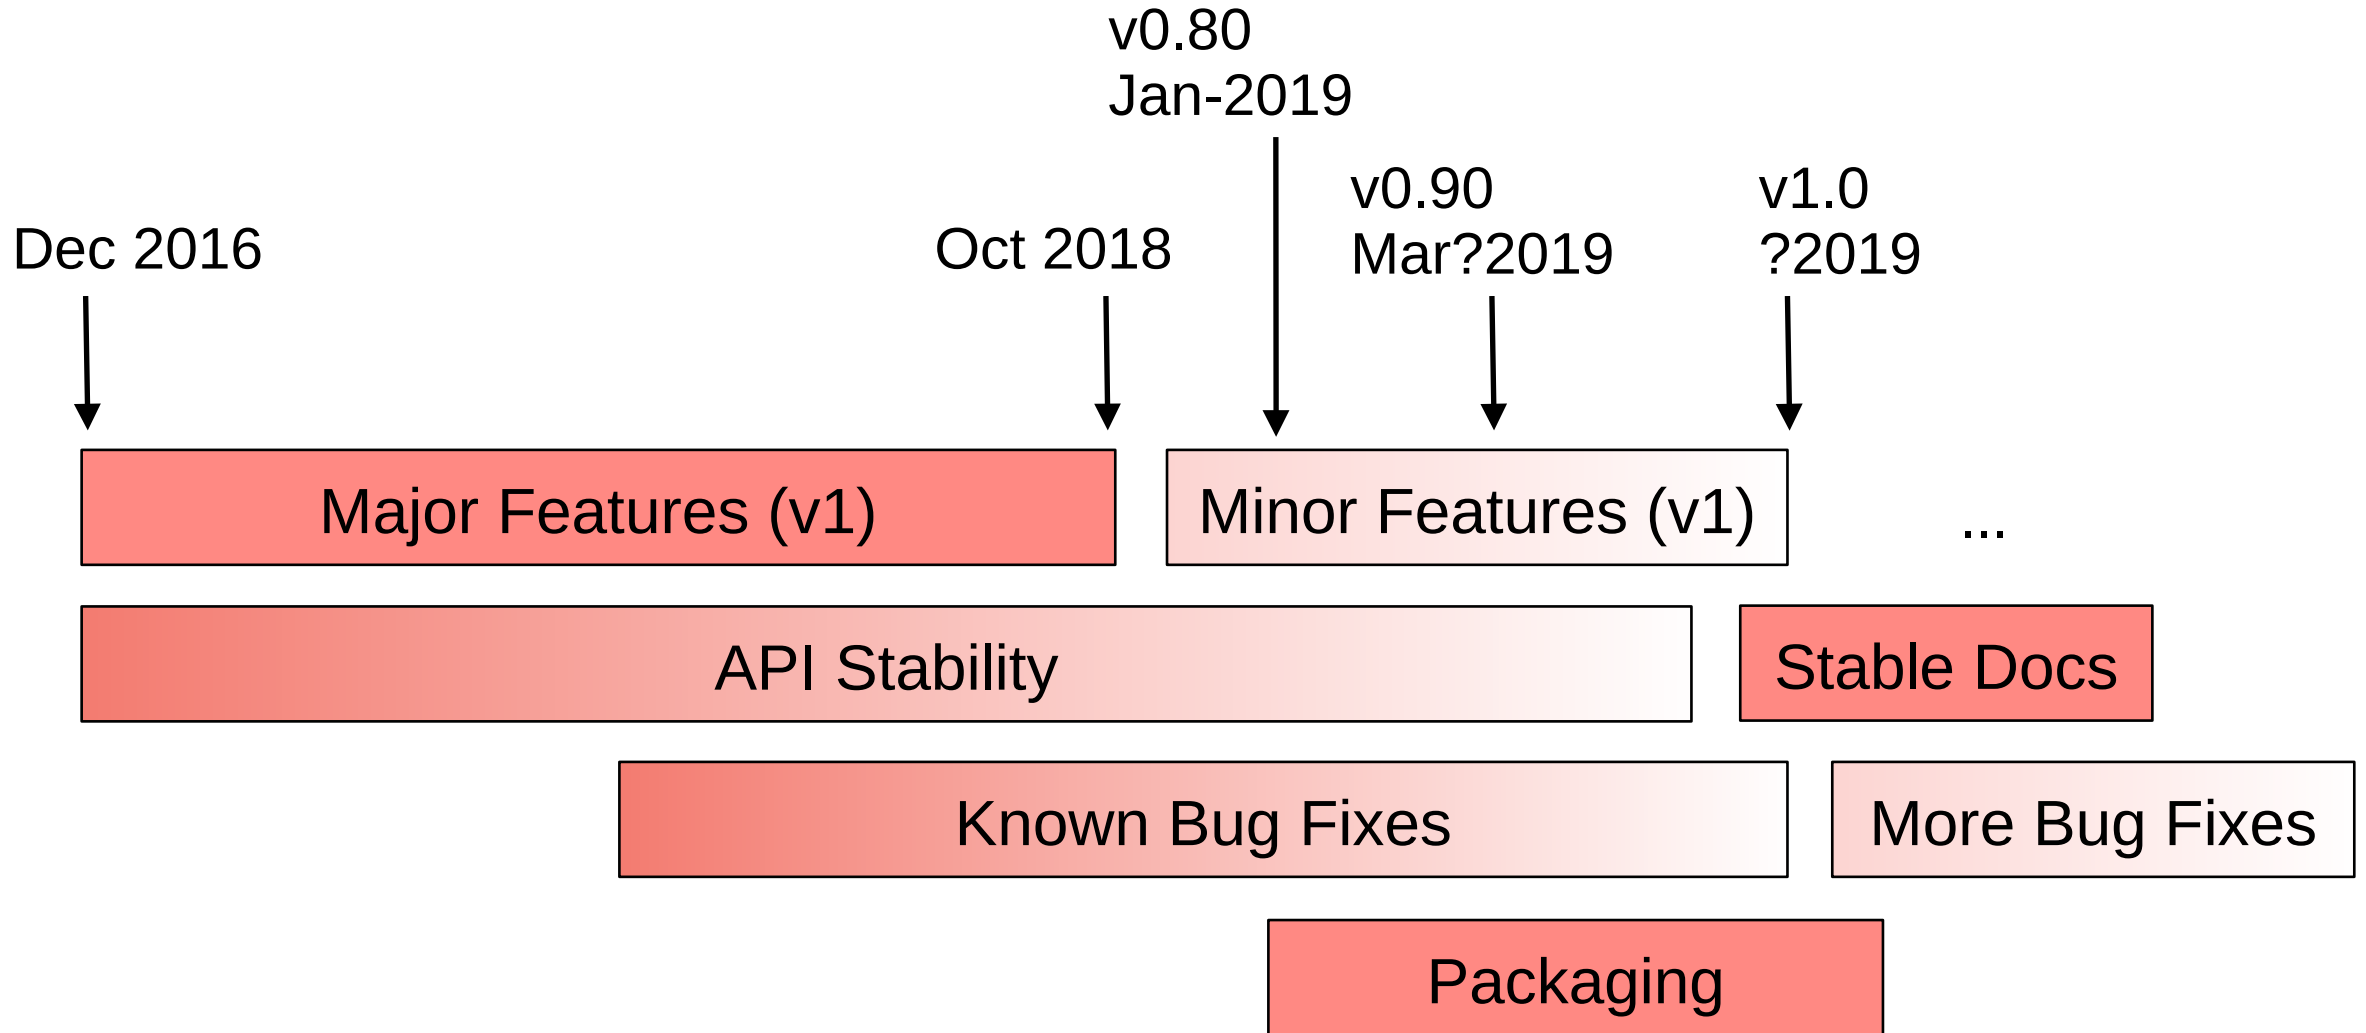 v0.80
Jan-2019
v0.90
Mar?2019
v1.0
?2019
Dec 2016
Oct 2018
Major Features (v1)
Minor Features (v1)
...
API Stability
Stable Docs
Known Bug Fixes
More Bug Fixes
Packaging